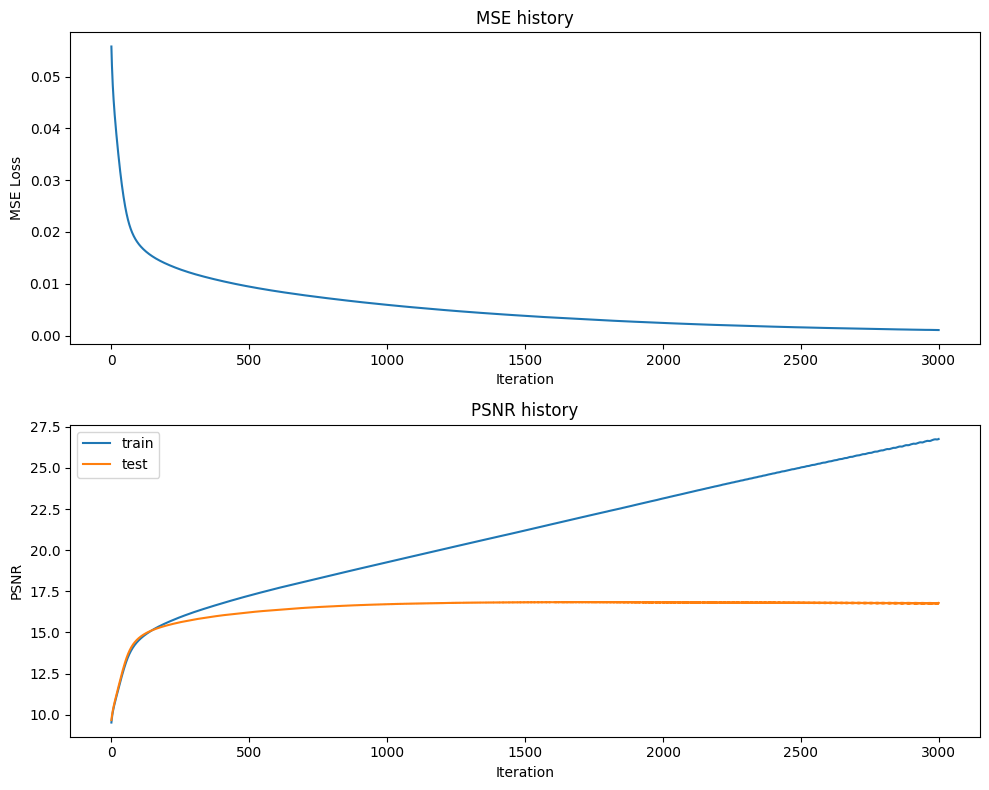 MSE history
0.05
0.04
0.03
0.02
0.01
0.00
MSE Loss
0 500 1000 1500 2000 2500 3000
Iteration
PSNR history
27.5
25.0
22.5
20.0
17.5
15.0
12.5
10.0
PSNR
train
test
0 500 1000 1500 2000 2500 3000
Iteration